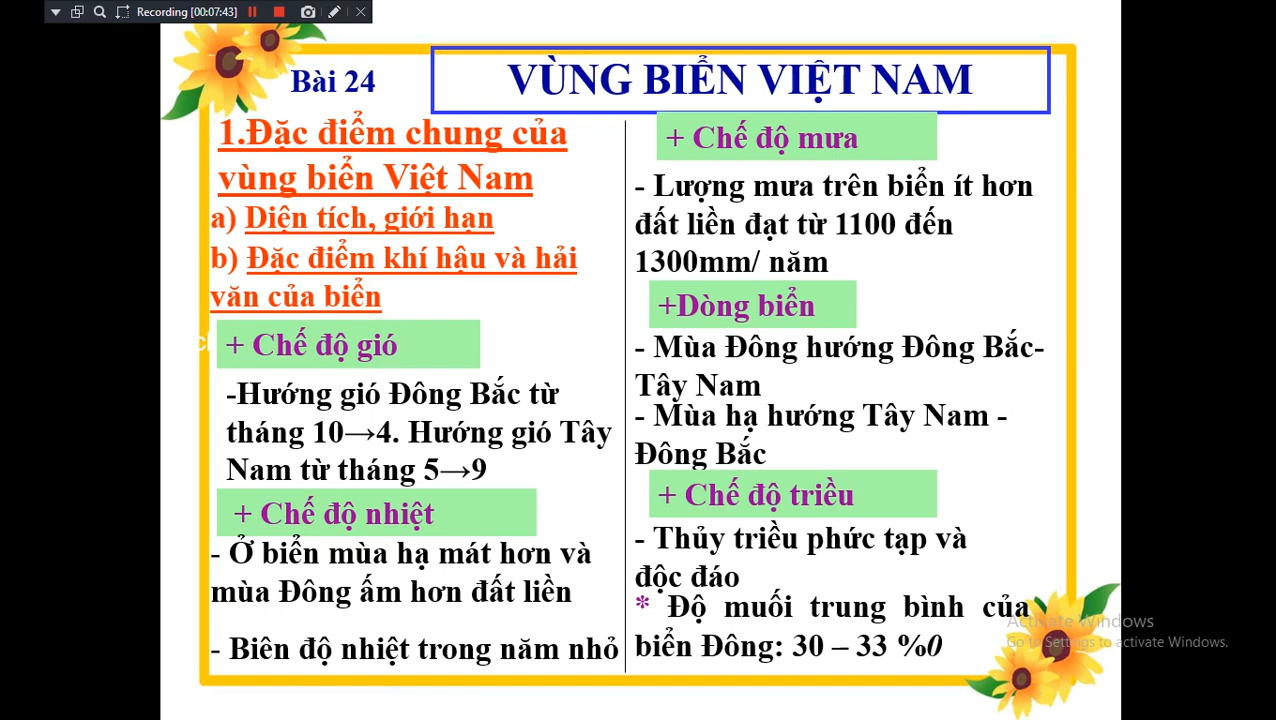 Recording [00:07:43]
Bài 24
VÙNG BIỂN VIỆT NAM
1.Đặc điểm chung của
vùng biển Việt Nam
a) Diện tích, giới hạn
b) Đặc điểm khí hậu và hải
văn của biển
+ Chế độ gió
-Hướng gió Đông Bắc từ
tháng 10→4. Hướng gió Tây
Nam từ tháng 5→9
+ Chế độ nhiệt
- Ở biển mùa hạ mát hơn và
mùa Đông ấm hơn đất liền
- Biên độ nhiệt trong năm nhỏ
+ Chế độ mưa
- Lượng mưa trên biển ít hơn
đất liền đạt từ 1100 đến
1300mm/ năm
+Dòng biển
- Mùa Đông hướng Đông Bắc-
Tây Nam
- Mùa hạ hướng Tây Nam -
Đông Bắc
+ Chế độ triều
- Thủy triều phức tạp và
độc đáo
* Độ muối trung bình của
biển Đông: 30 – 33 %0
Activate Windows
Go to Settings to activate Windows.